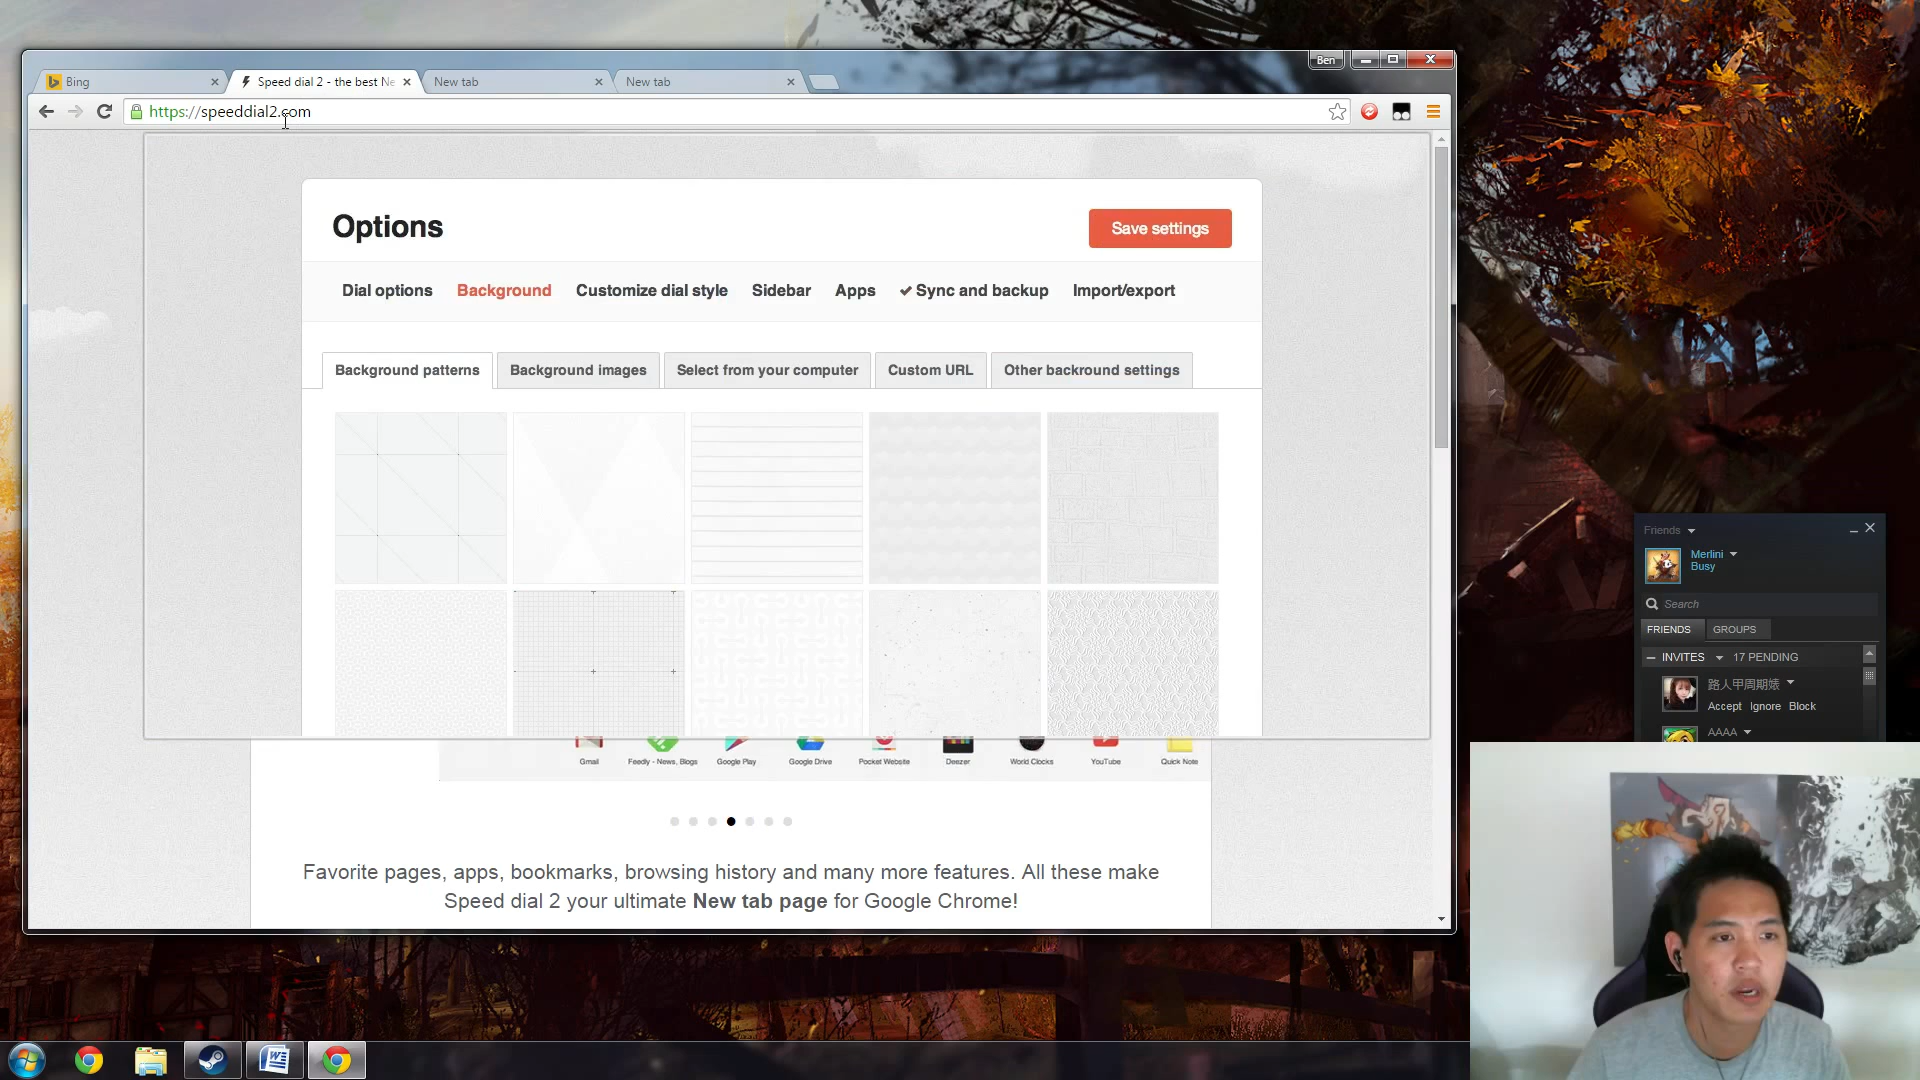 Ben
Bing
Speed dial 2 - the best Ne
New tab
New tab
https://speeddial2.com
Options
Save settings
Dial options
Background
Customize dial style
Sidebar
Apps
Sync and backup
Import/export
Background patterns
Background images
Select from your computer
Custom URL
Other backround settings
Gmail
Feedly - News, Blogs
Google Play
Google Drive
Pocket Website
Deezer
World Clocks
YouTube
Quick Note
Favorite pages, apps, bookmarks, browsing history and many more features. All these make
Speed dial 2 your ultimate New tab page for Google Chrome!
Friends
Merlini
Busy
Search
FRIENDS
GROUPS
INVITES
17 PENDING
路人甲周期婊
Accept Ignore Block
AAAA